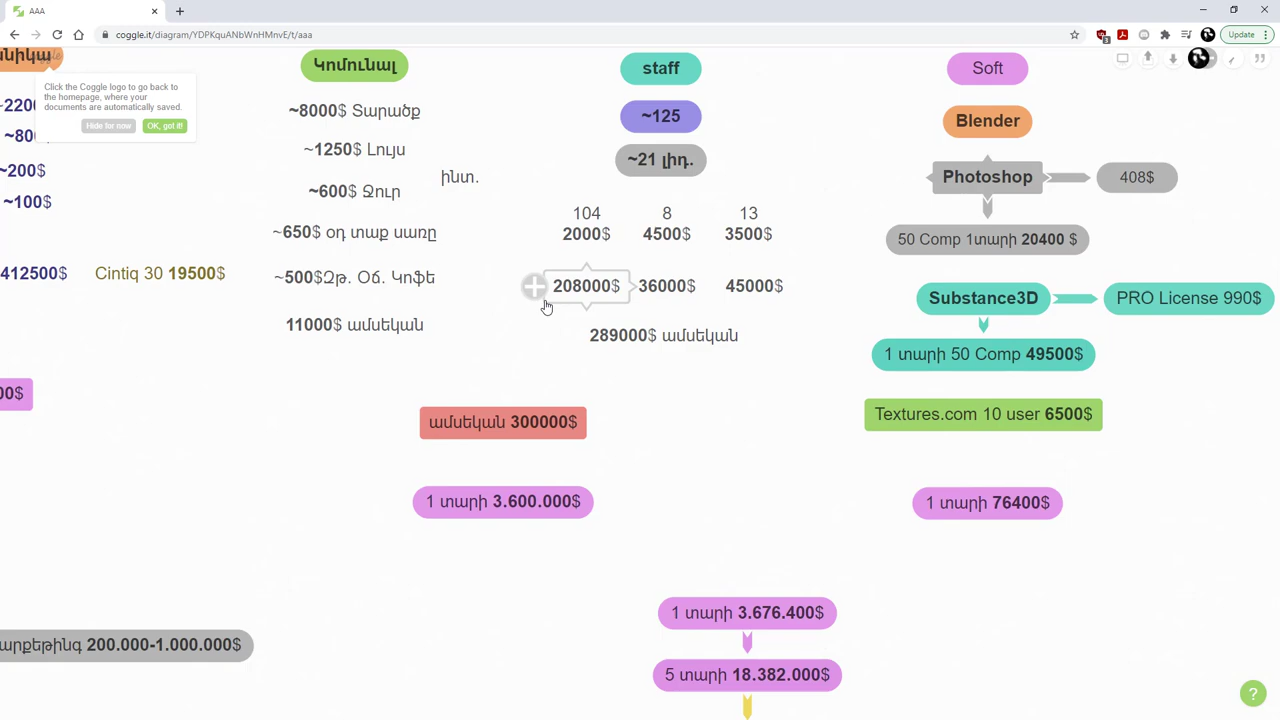 AAA
coggle.it/diagram/YDPKquANbWnHMnvE/t/aaa
Update
Click the Coggle logo to go back to
the homepage, where your
documents are automatically saved.
Hide for now
OK, got it!
~200$
~100$
412500$
Cintiq 30 19500$
00$
200.000-1.000.000$
Կոմունալ
~8000$ Տարածք
~1250$ Լույս
ինտ.
~600$ Ջուր
~650$ օդ տաք սառը
~500$Զթ. Օճ. Կոֆե
11000$ ամսեկան
staff
~125
~21 լիդ.
104 8 13
2000$ 4500$ 3500$
208000$ 36000$ 45000$
289000$ ամսեկան
ամսեկան 300000$
1 տարի 3.600.000$
Soft
Blender
Photoshop
408$
50 Comp 1տարի 20400 $
Substance3D
PRO License 990$
1 տարի 50 Comp 49500$
Textures.com 10 user 6500$
1 տարի 76400$
1 տարի 3.676.400$
5 տարի 18.382.000$
?